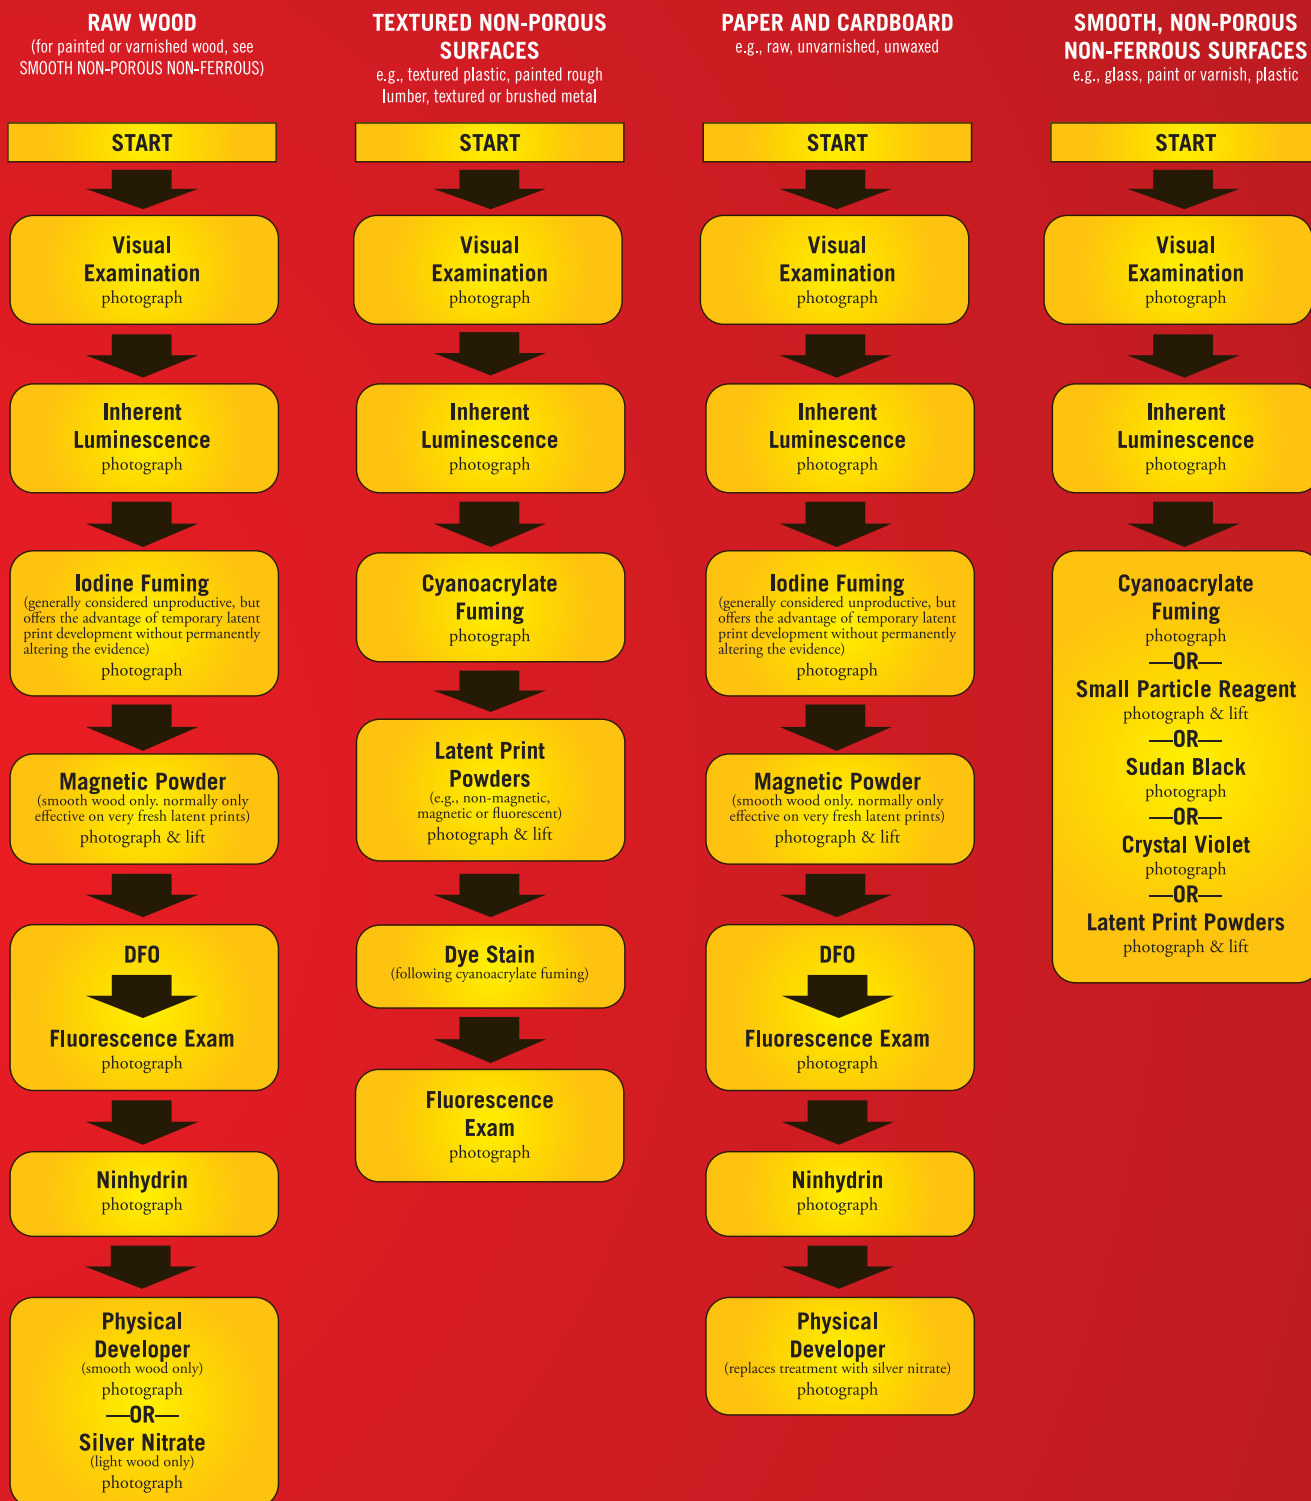 RAW WOOD
(for painted or varnished wood, see
SMOOTH NON-POROUS NON-FERROUS)
START
Visual
Examination
photograph
Inherent
Luminescence
photograph
Iodine Fuming
(generally considered unproductive, but
offers the advantage of temporary latent
print development without permanently
altering the evidence)
photograph
Magnetic Powder
(smooth wood only. normally only
effective on very fresh latent prints)
photograph & lift
DFO
Fluorescence Exam
photograph
Ninhydrin
photograph
Physical
Developer
(smooth wood only)
photograph
—OR—
Silver Nitrate
(light wood only)
photograph
TEXTURED NON-POROUS
SURFACES
e.g., textured plastic, painted rough
lumber, textured or brushed metal
START
Visual
Examination
photograph
Inherent
Luminescence
photograph
Cyanoacrylate
Fuming
photograph
Latent Print
Powders
(e.g., non-magnetic,
magnetic or fluorescent)
photograph & lift
Dye Stain
(following cyanoacrylate fuming)
Fluorescence
Exam
photograph
PAPER AND CARDBOARD
e.g., raw, unvarnished, unwaxed
START
Visual
Examination
photograph
Inherent
Luminescence
photograph
Iodine Fuming
(generally considered unproductive, but
offers the advantage of temporary latent
print development without permanently
altering the evidence)
photograph
Magnetic Powder
(smooth wood only. normally only
effective on very fresh latent prints)
photograph & lift
DFO
Fluorescence Exam
photograph
Ninhydrin
photograph
Physical
Developer
(replaces treatment with silver nitrate)
photograph
SMOOTH, NON-POROUS
NON-FERROUS SURFACES
e.g., glass, paint or varnish, plastic
START
Visual
Examination
photograph
Inherent
Luminescence
photograph
Cyanoacrylate
Fuming
photograph
—OR—
Small Particle Reagent
photograph & lift
—OR—
Sudan Black
photograph
—OR—
Crystal Violet
photograph
—OR—
Latent Print Powders
photograph & lift